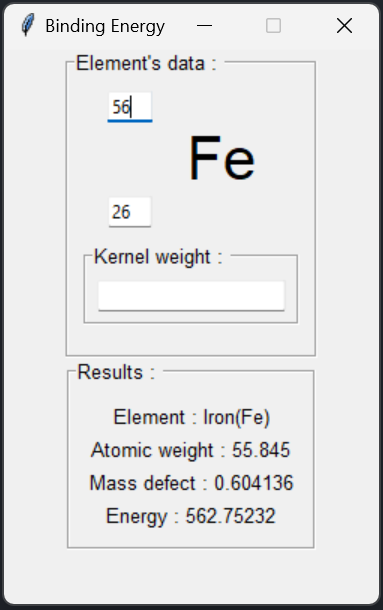 Binding Energy
Element's data :
56
Fe
26
Kernel weight :
Results :
Element : Iron(Fe)
Atomic weight : 55.845
Mass defect : 0.604136
Energy : 562.75232